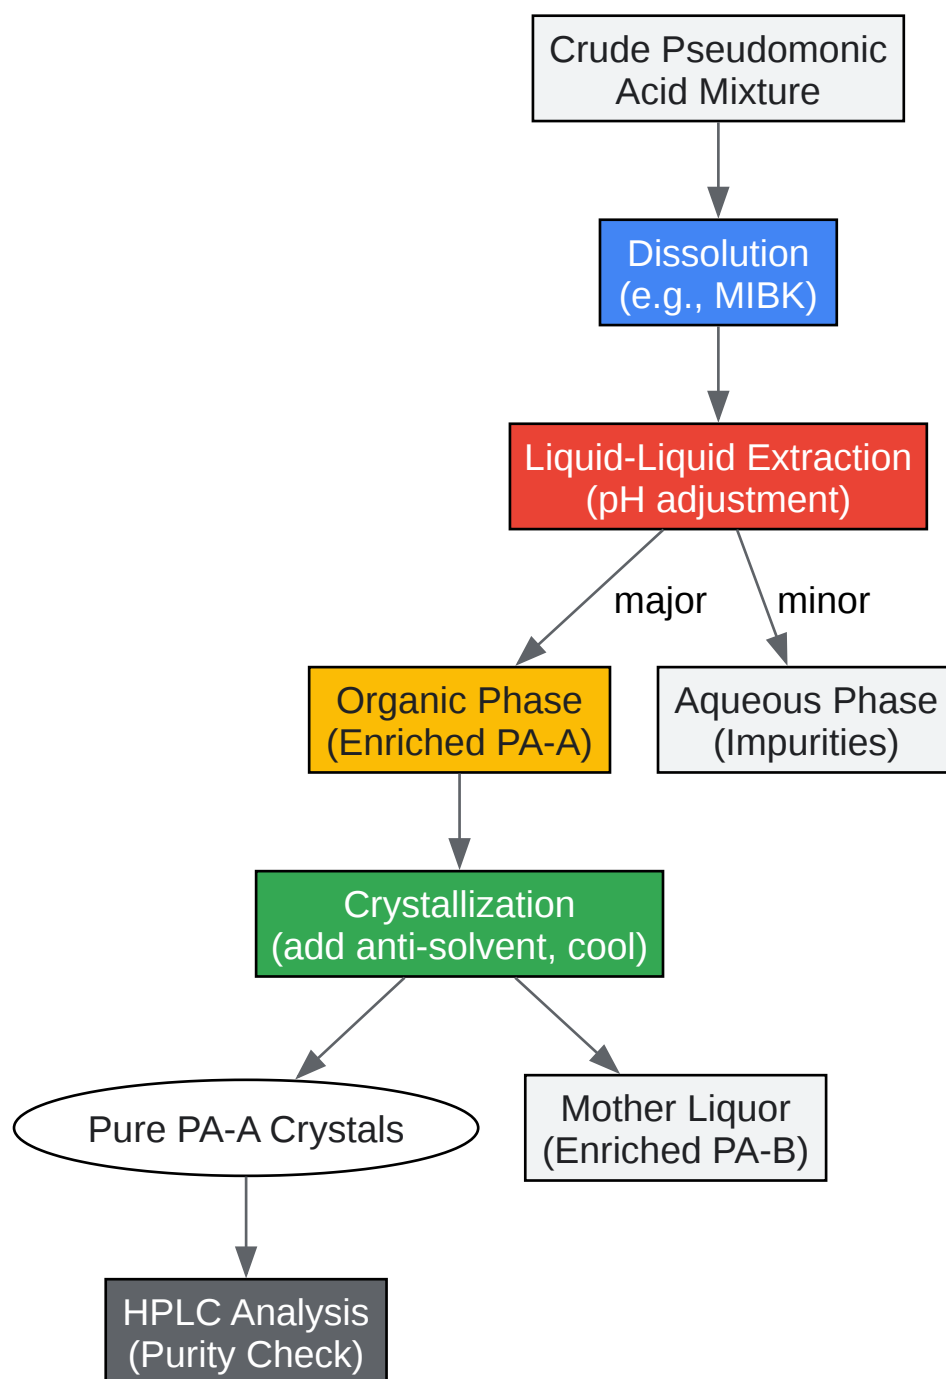 Crude Pseudomonic
Acid Mixture
Dissolution
(e.g., MIBK)
Liquid-Liquid Extraction
(pH adjustment)
major
minor
Organic Phase
(Enriched PA-A)
Aqueous Phase
(Impurities)
Crystallization
(add anti-solvent, cool)
Pure PA-A Crystals
Mother Liquor
(Enriched PA-B)
HPLC Analysis
(Purity Check)